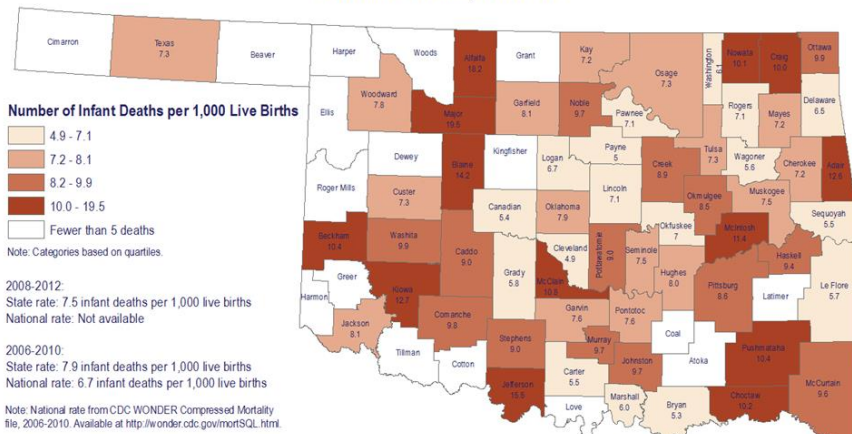 Cimarron
Texas
7.3
Beaver
Harper
Woods
Alfalfa
18.2
Grant
Kay
7.2
Osage
7.3
Washington
6.1
Nowata
10.1
Craig
10.0
Ottawa
9.9
Ellis
Woodward
7.8
Major
19.5
Garfield
8.1
Noble
9.7
Pawnee
7.1
Rogers
7.1
Mayes
7.2
Delaware
6.5
Number of Infant Deaths per 1,000 Live Births
4.9 - 7.1
7.2 - 8.1
8.2 - 9.9
10.0 - 19.5
Fewer than 5 deaths
Note: Categories based on quartiles.
2008-2012:
State rate: 7.5 infant deaths per 1,000 live births
National rate: Not available
2006-2010:
State rate: 7.9 infant deaths per 1,000 live births
National rate: 6.7 infant deaths per 1,000 live births
Note: National rate from CDC WONDER Compressed Mortality
file, 2006-2010. Available at http://wonder.cdc.gov/mortSQL.html.
Roger Mills
Dewey
Custer
7.3
Blaine
14.2
Kingfisher
Logan
6.7
Payne
5
Creek
8.9
Tulsa
7.3
Wagoner
5.6
Cherokee
7.2
Adair
12.6
Canadian
5.4
Oklahoma
7.9
Lincoln
7.1
Okmulgee
8.5
Muskogee
7.5
Sequoyah
5.5
Beckham
10.4
Washita
9.9
Caddo
9.0
Grady
5.8
Cleveland
4.9
Pottawatomie
9.0
Seminole
7.5
Okfuskee
7
McIntosh
11.4
Haskell
9.4
Le Flore
5.7
Greer
Harmon
Kiowa
12.7
Comanche
9.8
McClain
Hughes
8.0
Pittsburg
8.6
Latimer
Jackson
8.1
Tillman
Cotton
Stephens
9.0
Garvin
7.6
Pontotoc
7.6
Murray
9.7
Johnston
9.7
Coal
Atoka
Pushmataha
10.4
McCurtain
9.6
Jefferson
Carter
5.5
Love
Marshall
6.0
Bryan
5.3
Choctaw
10.2